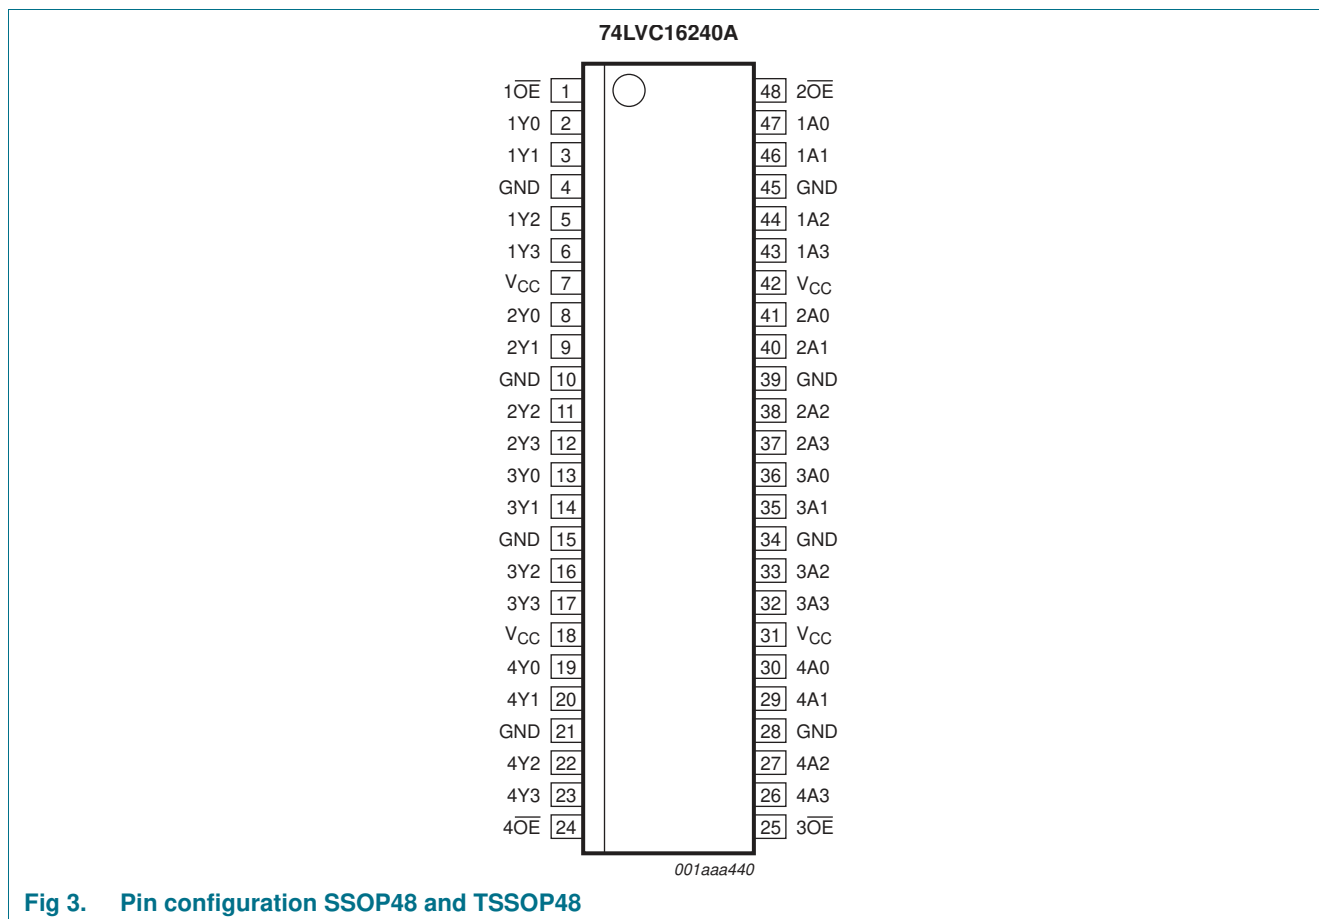 74LVC16240A
1O̅E̅ 1 48 2O̅E̅
1Y0 2 47 1A0
1Y1 3 46 1A1
GND 4 45 GND
1Y2 5 44 1A2
1Y3 6 43 1A3
VCC 7 42 VCC
2Y0 8 41 2A0
2Y1 9 40 2A1
GND 10 39 GND
2Y2 11 38 2A2
2Y3 12 37 2A3
3Y0 13 36 3A0
3Y1 14 35 3A1
GND 15 34 GND
3Y2 16 33 3A2
3Y3 17 32 3A3
VCC 18 31 VCC
4Y0 19 30 4A0
4Y1 20 29 4A1
GND 21 28 GND
4Y2 22 27 4A2
4Y3 23 26 4A3
4O̅E̅ 24 25 3O̅E̅
001aaa440
Fig 3. Pin configuration SSOP48 and TSSOP48